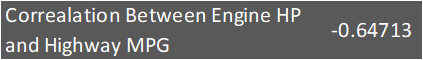 Correalation Between Engine HP
and Highway MPG
-0.64713